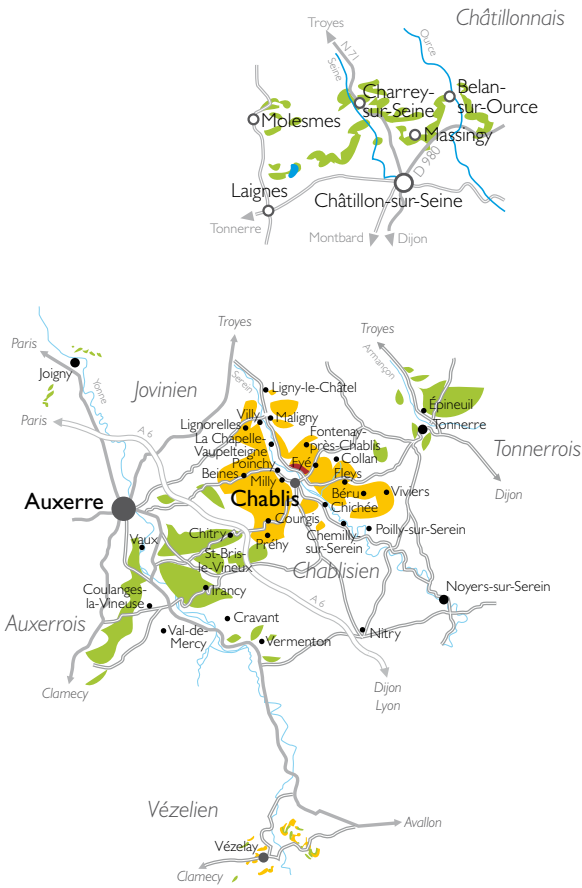 Châtillonnais
Troyes
N 71
Seine
Ource
Charrey-
sur-Seine
Belan-
sur-Ource
Molesmes
Massingy
D 980
Laignes
Châtillon-sur-Seine
Tonnerre
Montbard
Dijon
Troyes
Troyes
Paris
Joigny
Yonne
Jovinien
Serein
Armançon
Ligny-le-Châtel
Épineuil
Paris
A 6
Villy
Maligny
Lignorelles
Fontenay-
près-Chablis
Tonnerre
La Chapelle-
Vaupelteigne
Tonnerrois
Poinchy
Fyé
Collan
Beines
Milly
Fleys
Dijon
Auxerre
Chablis
Béru
Viviers
Chichée
Courgis
Chitry
Préhy
Chemilly-
sur-Serein
Poilly-sur-Serein
Vaux
St-Bris-
le-Vineux
Chablisien
Coulanges-
la-Vineuse
Irancy
Noyers-sur-Serein
A 6
Auxerrois
Cravant
Val-de-
Mercy
Vermenton
Nitry
Clamecy
Dijon
Lyon
Vézelien
Avallon
Vézelay
Clamecy